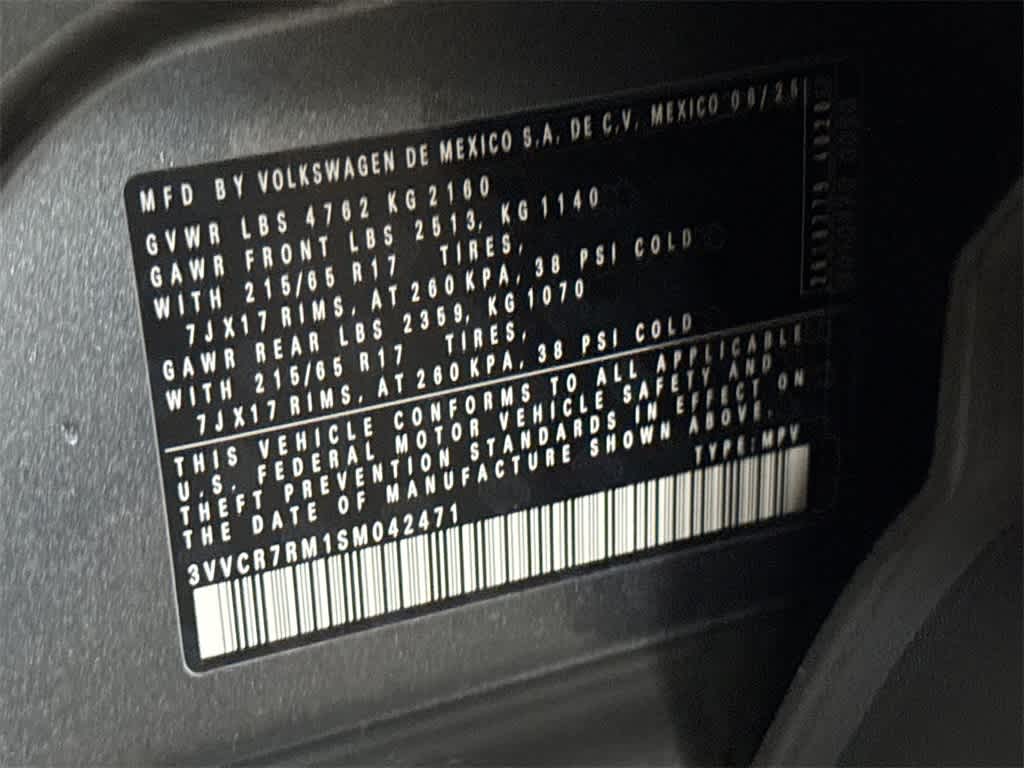 MFD BY VOLKSWAGEN DE MEXICO S.A. DE C.V. MEXICO
GVWR LBS 4762 KG 2160
GAWR FRONT LBS 2513, KG 1140
WITH 215/65 R17 TIRES,
7JX17 RIMS, AT 260 KPA, 38 PSI COLD
GAWR REAR LBS 2359, KG 1070
WITH 215/65 R17 TIRES,
7JX17 RIMS, AT 260 KPA, 38 PSI COLD
THIS VEHICLE CONFORMS TO ALL APPLICABLE
U.S. FEDERAL MOTOR VEHICLE SAFETY AND
THEFT PREVENTION STANDARDS IN EFFECT ON
THE DATE OF MANUFACTURE SHOWN ABOVE.
TYPE: MPV
3VVCR7RM1SM042471